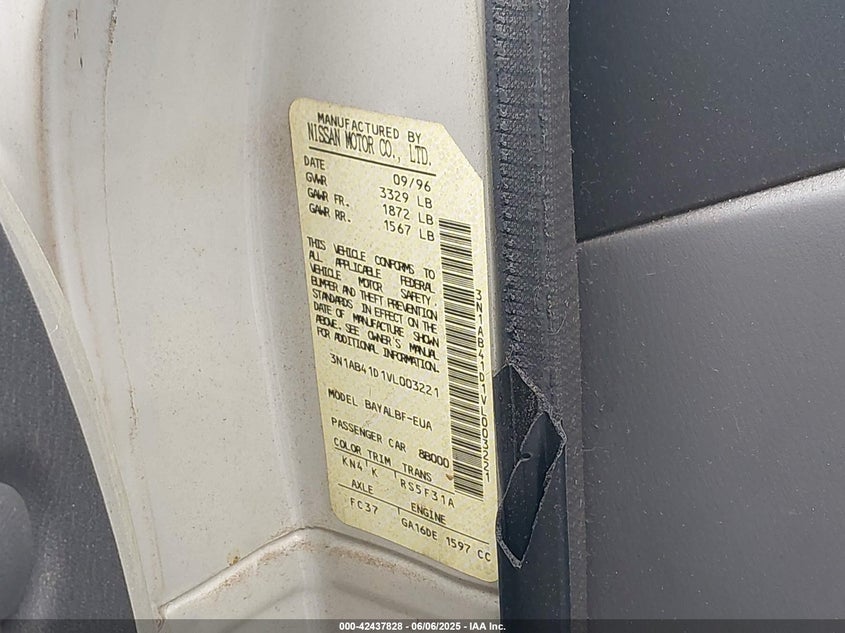 MANUFACTURED BY
NISSAN MOTOR CO., LTD.
DATE 09/96
GVWR 3329 LB
GAWR FR. 1872 LB
GAWR RR. 1567 LB
THIS VEHICLE CONFORMS TO
ALL APPLICABLE FEDERAL
VEHICLE MOTOR SAFETY,
BUMPER AND THEFT PREVENTION
STANDARDS IN EFFECT ON THE
DATE OF MANUFACTURE SHOWN
ABOVE. SEE OWNER'S MANUAL
FOR ADDITIONAL INFORMATION.
3N1AB41D1VL003221
MODEL BAYALBF-EUA
PASSENGER CAR 8B000
COLOR TRIM TRANS
KN4 K RS5F31A
AXLE ENGINE
FC37 GA16DE 1597 CC
3N1AB41D1VL003221
000-42437828 - 06/06/2025 - IAA Inc.